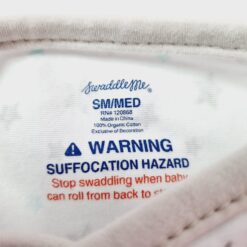 SwaddleMe®
SM/MED
RN# 120868
Made in China
100% Organic Cotton
Exclusive of Decoration
WARNING
SUFFOCATION HAZARD
Stop swaddling when baby
can roll from back to